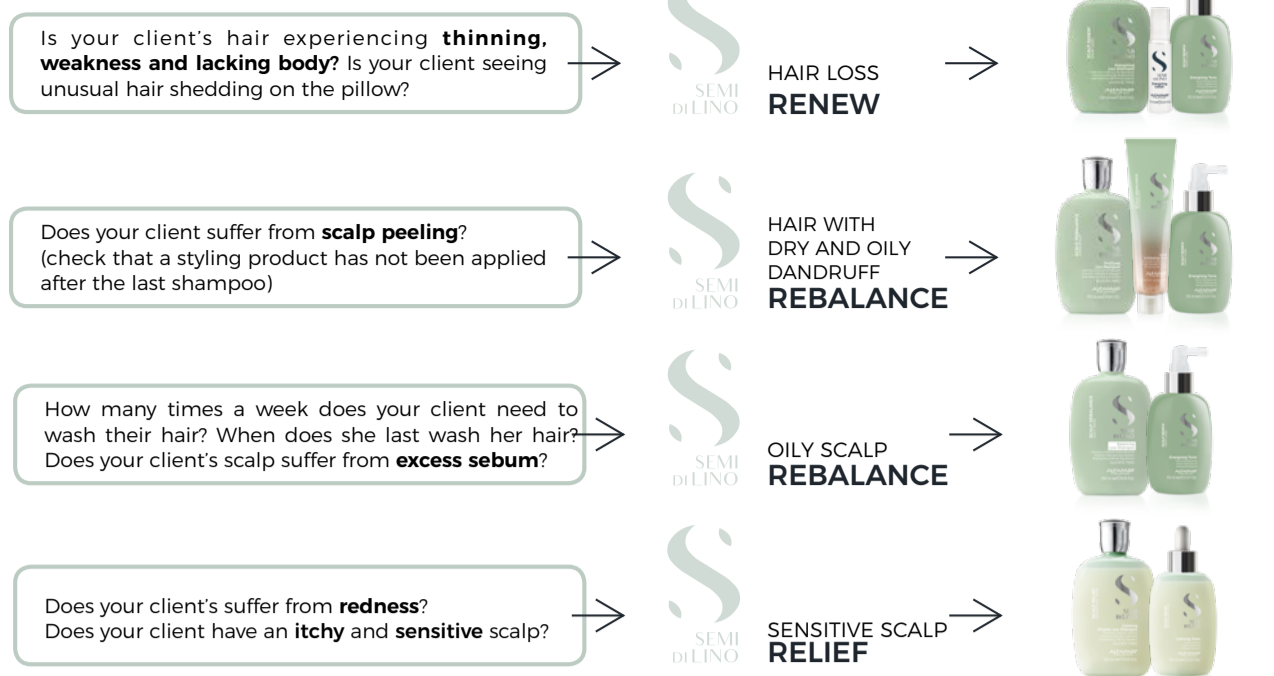 Is your client's hair experiencing thinning,
weakness and lacking body? Is your client seeing
unusual hair shedding on the pillow?
SEMI
DI LINO
HAIR LOSS
RENEW
Does your client suffer from scalp peeling?
(check that a styling product has not been applied
after the last shampoo)
SEMI
DI LINO
HAIR WITH
DRY AND OILY
DANDRUFF
REBALANCE
How many times a week does your client need to
wash their hair? When does she last wash her hair?
Does your client's scalp suffer from excess sebum?
SEMI
DI LINO
OILY SCALP
REBALANCE
Does your client's suffer from redness?
Does your client have an itchy and sensitive scalp?
SEMI
DI LINO
SENSITIVE SCALP
RELIEF